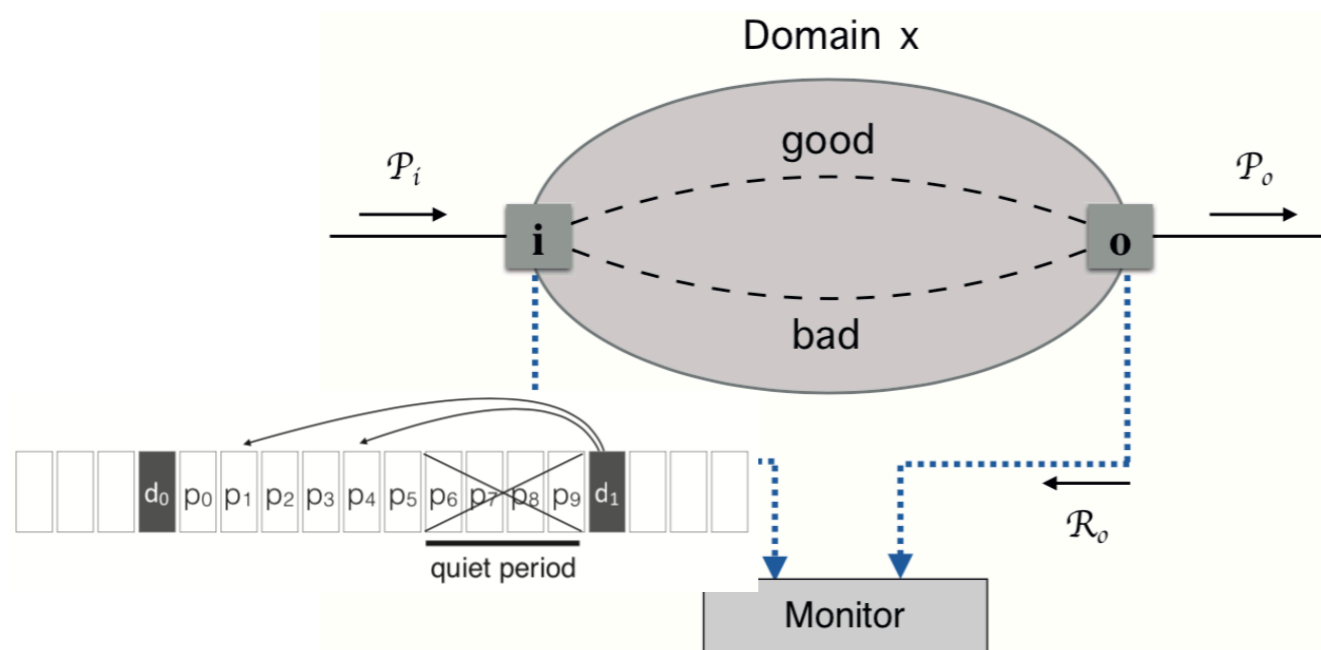 Domain x
good
𝒫ᵢ
𝒫ₒ
i
o
bad
d₀ p₀ p₁ p₂ p₃ p₄ p₅ p₆ p₇ p₈ p₉ d₁
quiet period
ℛₒ
Monitor